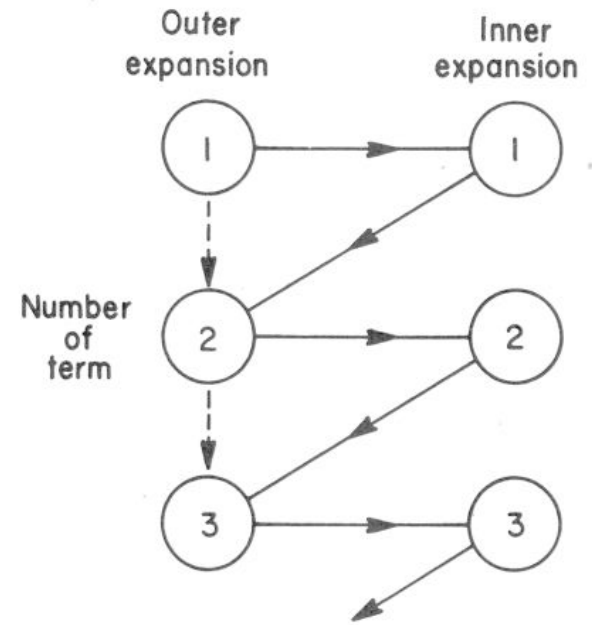 Outer
expansion
Inner
expansion
1
1
Number
of
term
2
2
3
3